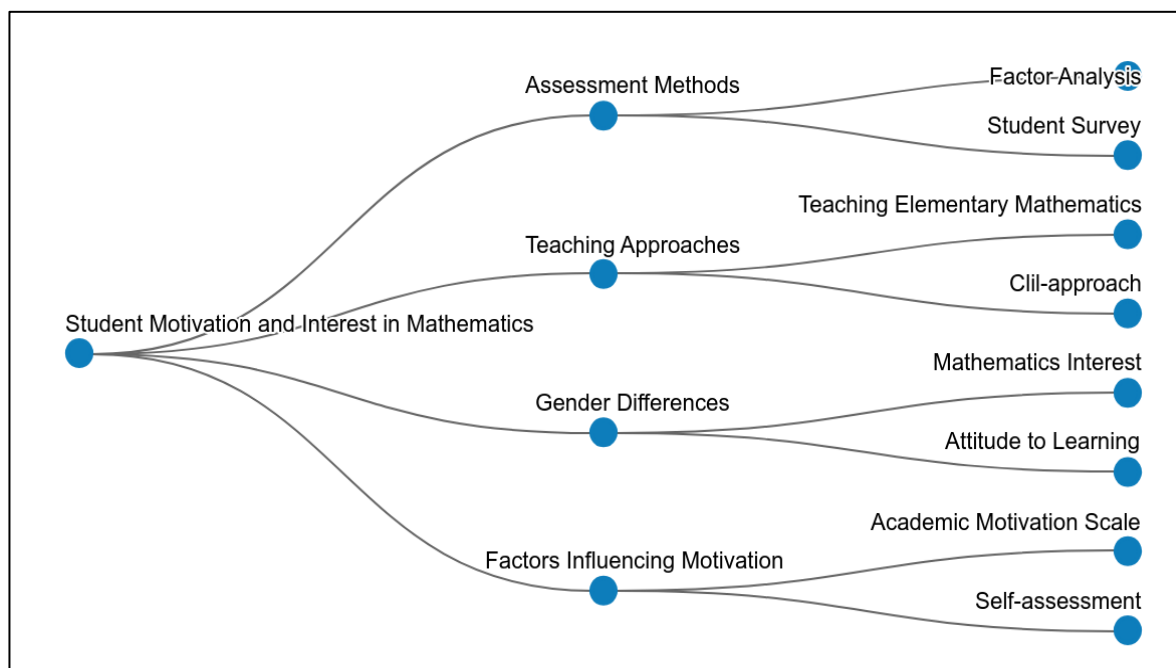 Student Motivation and Interest in Mathematics
Assessment Methods
Factor Analysis
Student Survey
Teaching Approaches
Teaching Elementary Mathematics
Clil-approach
Gender Differences
Mathematics Interest
Attitude to Learning
Factors Influencing Motivation
Academic Motivation Scale
Self-assessment